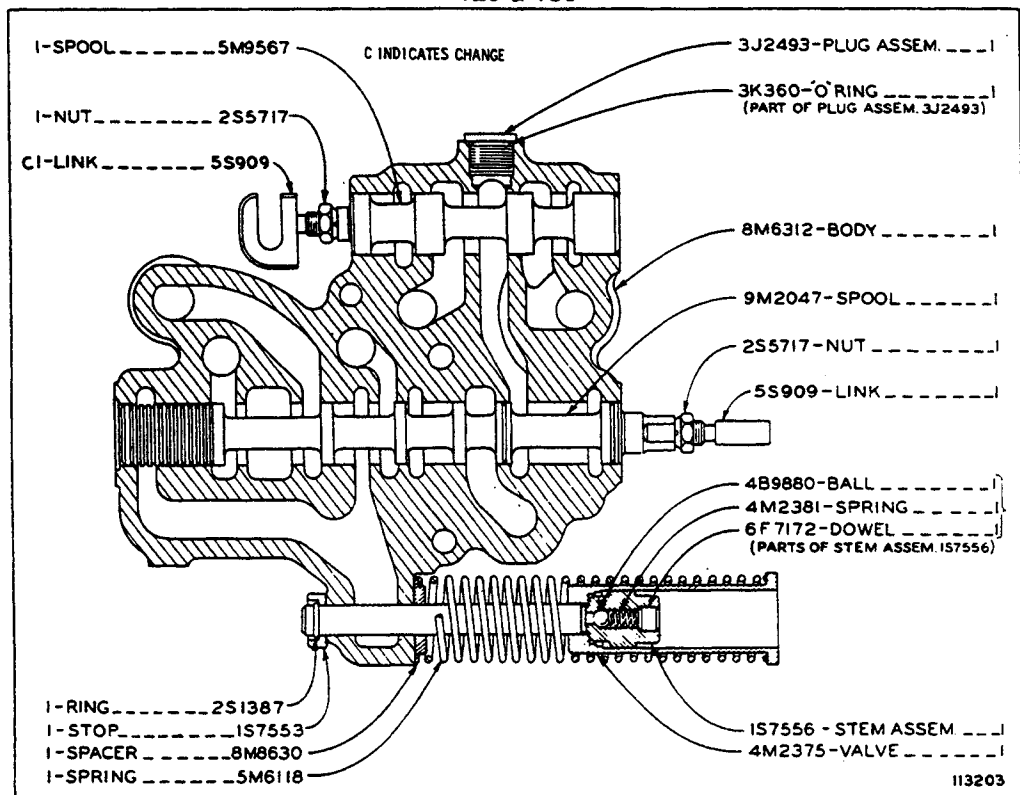 1-SPOOL 5M9567
C INDICATES CHANGE
1-NUT 2S5717
C1-LINK 5S909
3J2493-PLUG ASSEM. 1
3K360-"O" RING 1
(PART OF PLUG ASSEM. 3J2493)
8M6312-BODY 1
9M2047-SPOOL 1
2S5717-NUT 1
5S909-LINK 1
4B9880-BALL 1
4M2381-SPRING 1
6F7172-DOWEL 1
(PARTS OF STEM ASSEM. 1S7556)
1-RING 2S1387
1-STOP 1S7553
1-SPACER 8M8630
1-SPRING 5M6118
1S7556-STEM ASSEM. 1
4M2375-VALVE 1
113203